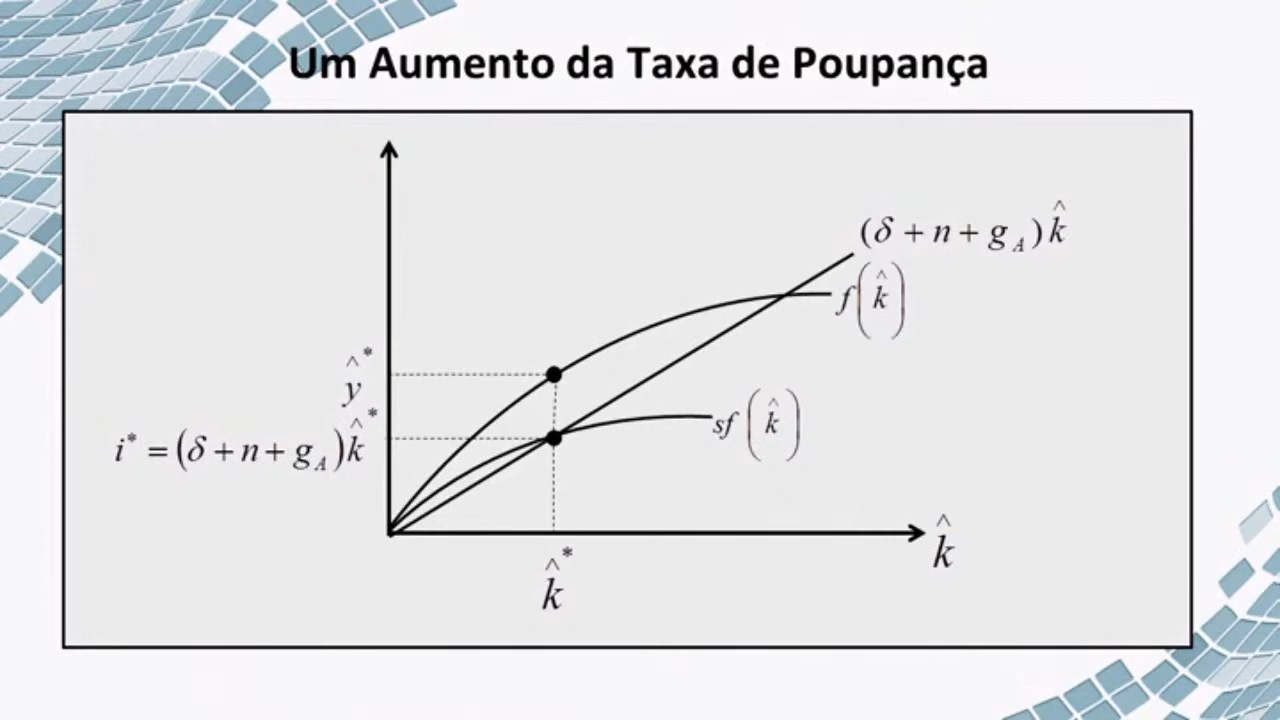 Um Aumento da Taxa de Poupança
(δ + n + g_A) k̂
f(k̂)
ŷ*
sf(k̂)
i* = (δ + n + g_A) k̂*
k̂
k̂*